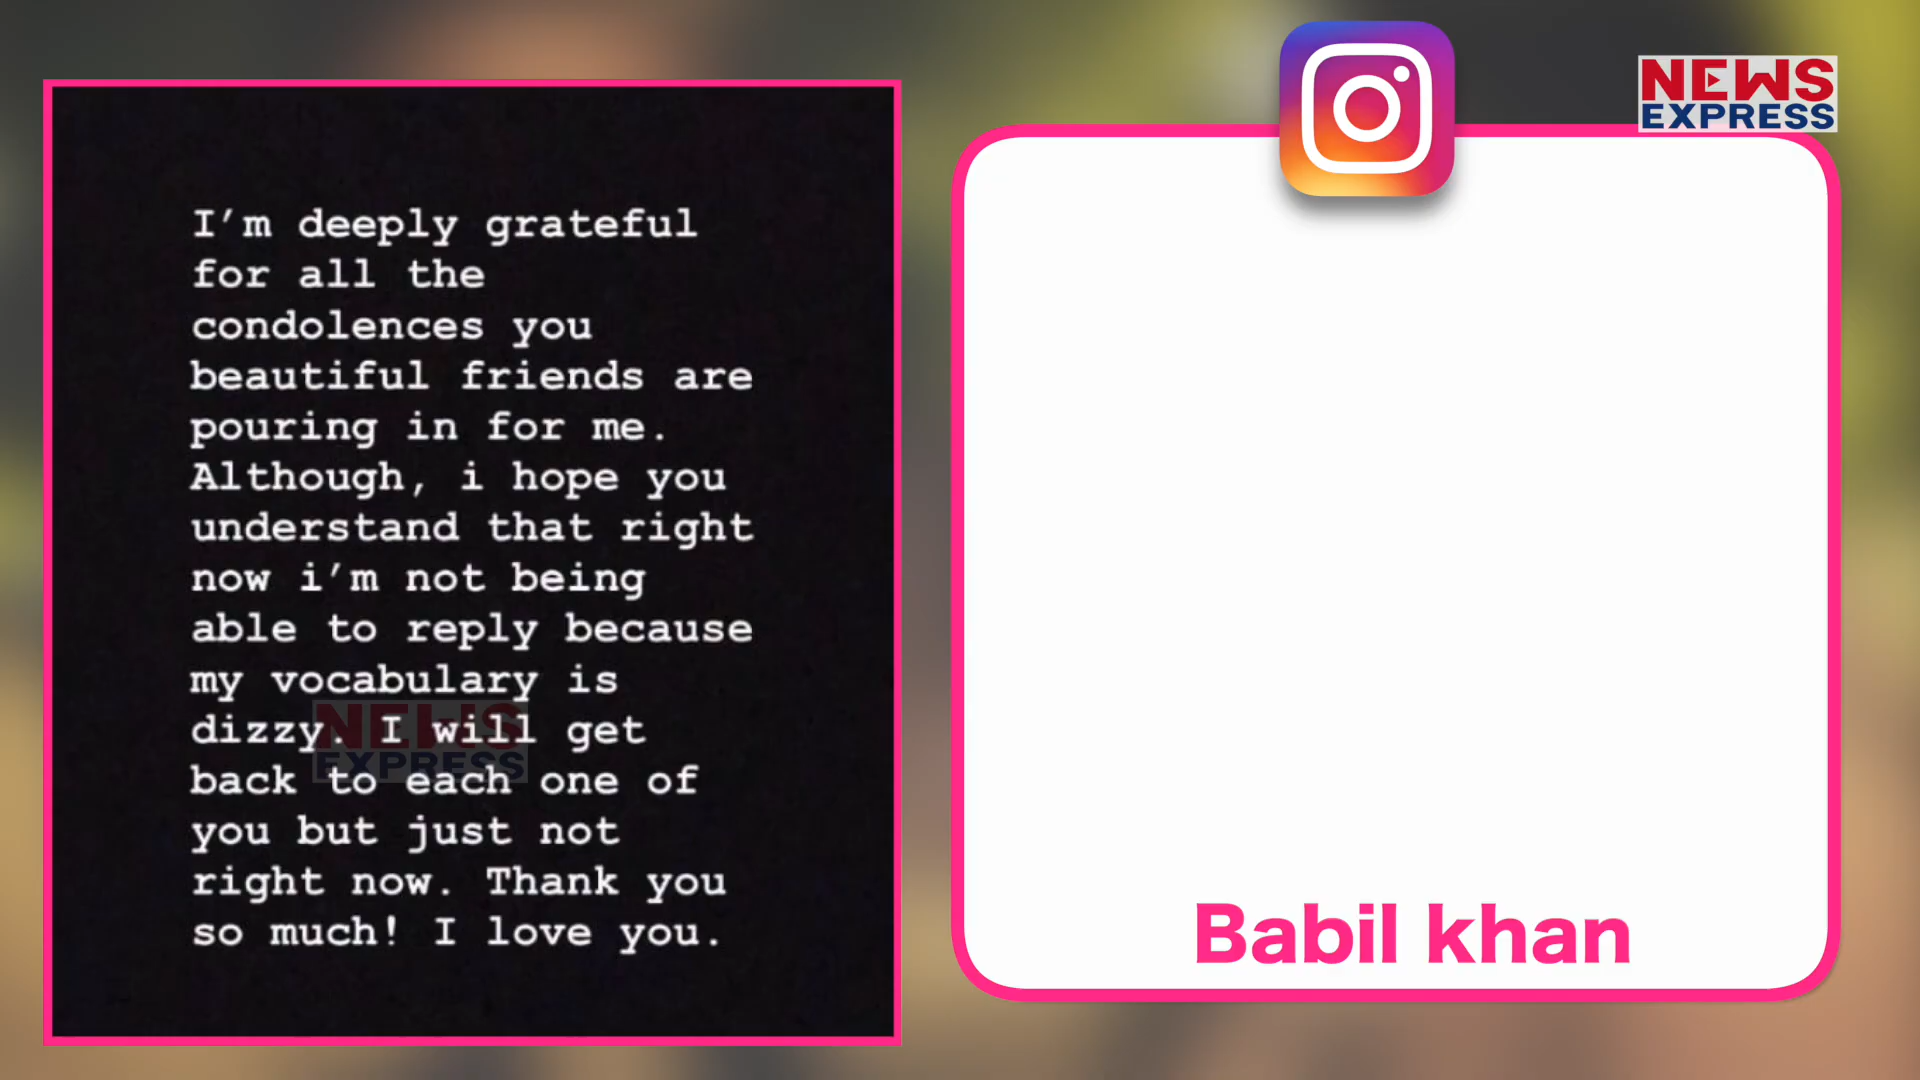 I'm deeply grateful
for all the
condolences you
beautiful friends are
pouring in for me.
Although, i hope you
understand that right
now i'm not being
able to reply because
my vocabulary is
dizzy. I will get
back to each one of
you but just not
right now. Thank you
so much! I love you.
NEWS
EXPRESS
NEWS
EXPRESS
Babil khan